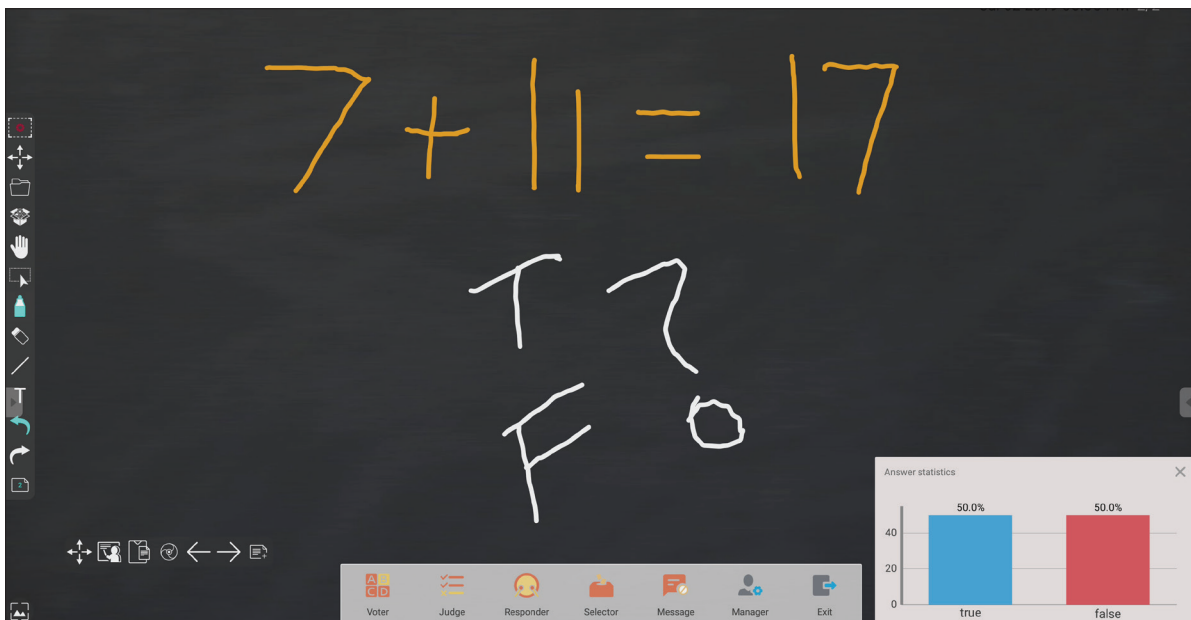 7 + 11 = 17
T ?
F
Answer statistics
50.0% 50.0%
40
20
0
true false
A B
C D
Voter Judge Responder Selector Message Manager Exit
T
2